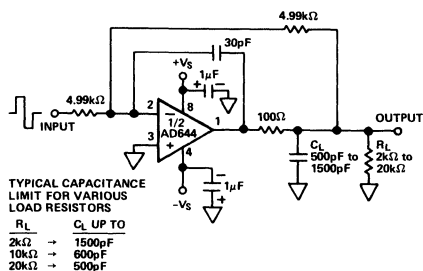 4.99kΩ
30pF
+VS
1μF
+ −
4.99kΩ
INPUT
2
−
8
1/2
AD644
1
3
+
4
100Ω
OUTPUT
CL
500pF to
1500pF
RL
2kΩ to
20kΩ
1μF
−
+
−VS
TYPICAL CAPACITANCE
LIMIT FOR VARIOUS
LOAD RESISTORS
RL CL UP TO
2kΩ → 1500pF
10kΩ → 600pF
20kΩ → 500pF